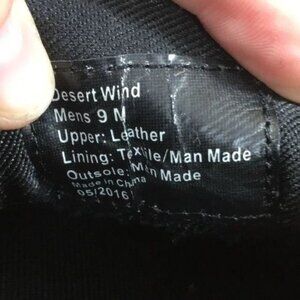 Desert Wind
Mens 9 M
Upper: Leather
Lining: Textile/Man Made
Outsole: Man Made
Made in China
05/2016